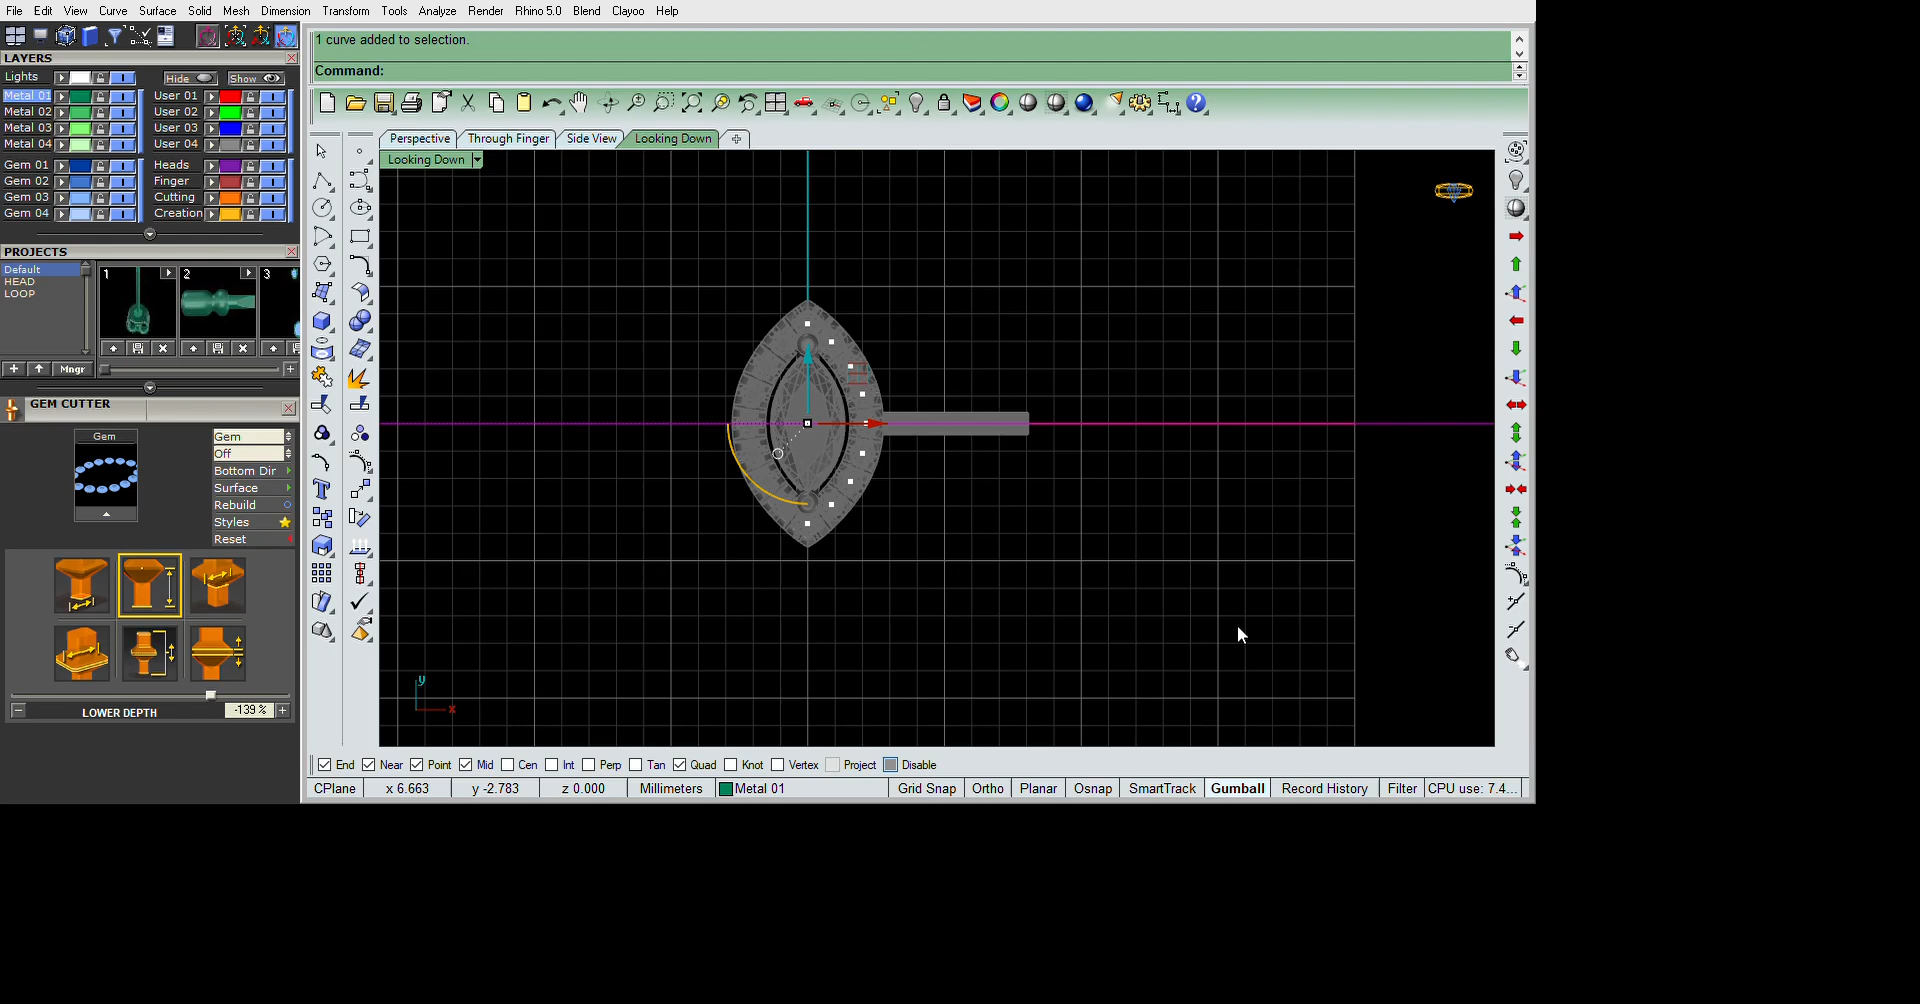 File Edit View Curve Surface Solid Mesh Dimension Transform Tools Analyze Render Rhino 5.0 Blend Clayoo Help
1 curve added to selection.
Command:
LAYERS
Lights Hide Show
Metal 01 User 01
Metal 02 User 02
Metal 03 User 03
Metal 04 User 04
Gem 01 Heads
Gem 02 Finger
Gem 03 Cutting
Gem 04 Creation
PROJECTS
Default
HEAD
LOOP
1 2 3
Mngr
GEM CUTTER
Gem
Gem
Off
Bottom Dir
Surface
Rebuild
Styles
Reset
LOWER DEPTH -139 %
Perspective Through Finger Side View Looking Down
Looking Down
y
x
End Near Point Mid Cen Int Perp Tan Quad Knot Vertex Project Disable
CPlane x 6.663 y -2.783 z 0.000 Millimeters Metal 01 Grid Snap Ortho Planar Osnap SmartTrack Gumball Record History Filter CPU use: 7.4...